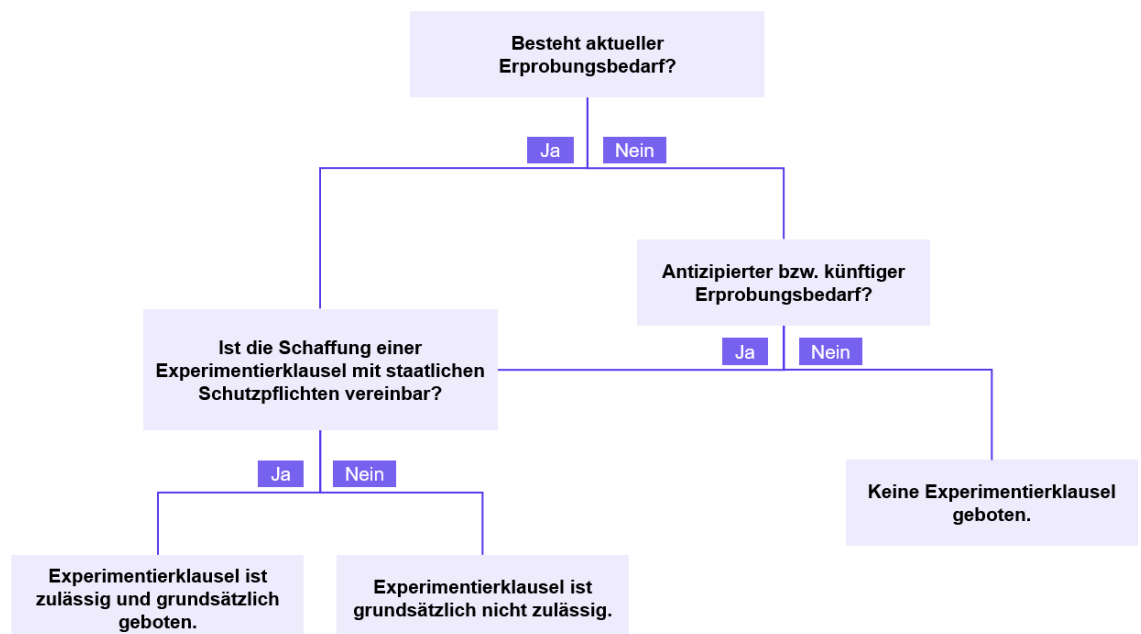 Besteht aktueller
Erprobungsbedarf?
Ja
Nein
Antizipierter bzw. künftiger
Erprobungsbedarf?
Ja
Nein
Ist die Schaffung einer
Experimentierklausel mit staatlichen
Schutzpflichten vereinbar?
Ja
Nein
Keine Experimentierklausel
geboten.
Experimentierklausel ist
zulässig und grundsätzlich
geboten.
Experimentierklausel ist
grundsätzlich nicht zulässig.